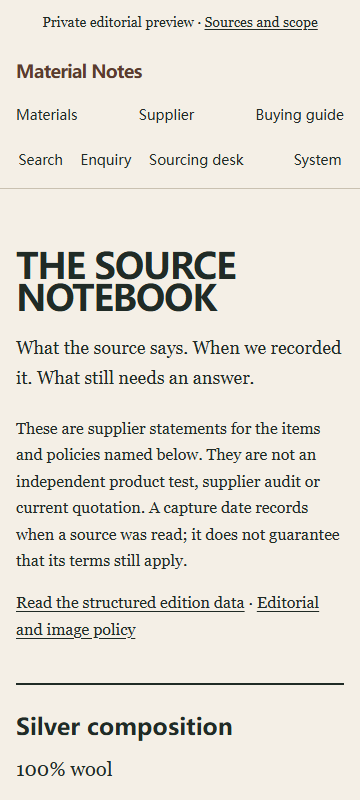 Private editorial preview · Sources and scope
Material Notes
Materials Supplier Buying guide
Search Enquiry Sourcing desk System
THE SOURCE
NOTEBOOK
What the source says. When we recorded
it. What still needs an answer.
These are supplier statements for the items
and policies named below. They are not an
independent product test, supplier audit or
current quotation. A capture date records
when a source was read; it does not guarantee
that its terms still apply.
Read the structured edition data · Editorial
and image policy
Silver composition
100% wool